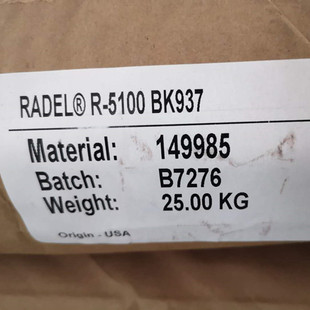 RADEL® R-5100 BK937
Material: 149985
Batch: B7276
Weight: 25.00 KG
Origin - USA